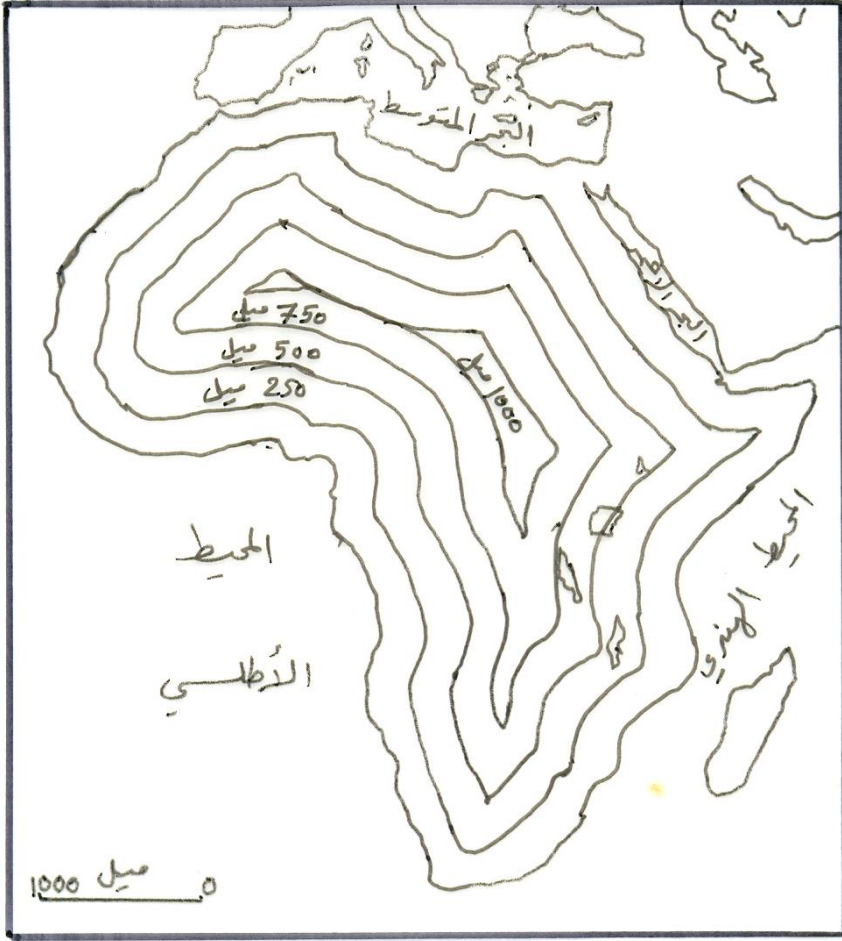 البحر المتوسط
البحر الأحمر
750 ميل
500 ميل
250 ميل
1000 ميل
المحيط
الأطلسي
المحيط
الهندي
1000 ميل 0